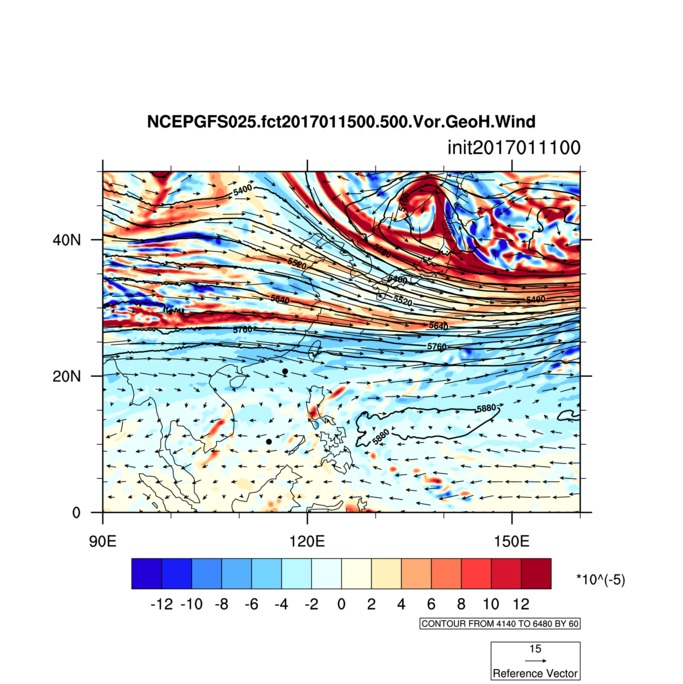 NCEPGFS025.fct2017011500.500.Vor.GeoH.Wind
init2017011100
5400
40N
5520
5400
5520
5640
5400
5640
5760
5760
20N
5880
5880
0
90E 120E 150E
-12 -10 -8 -6 -4 -2 0 2 4 6 8 10 12
*10^(-5)
CONTOUR FROM 4140 TO 6480 BY 60
15
Reference Vector